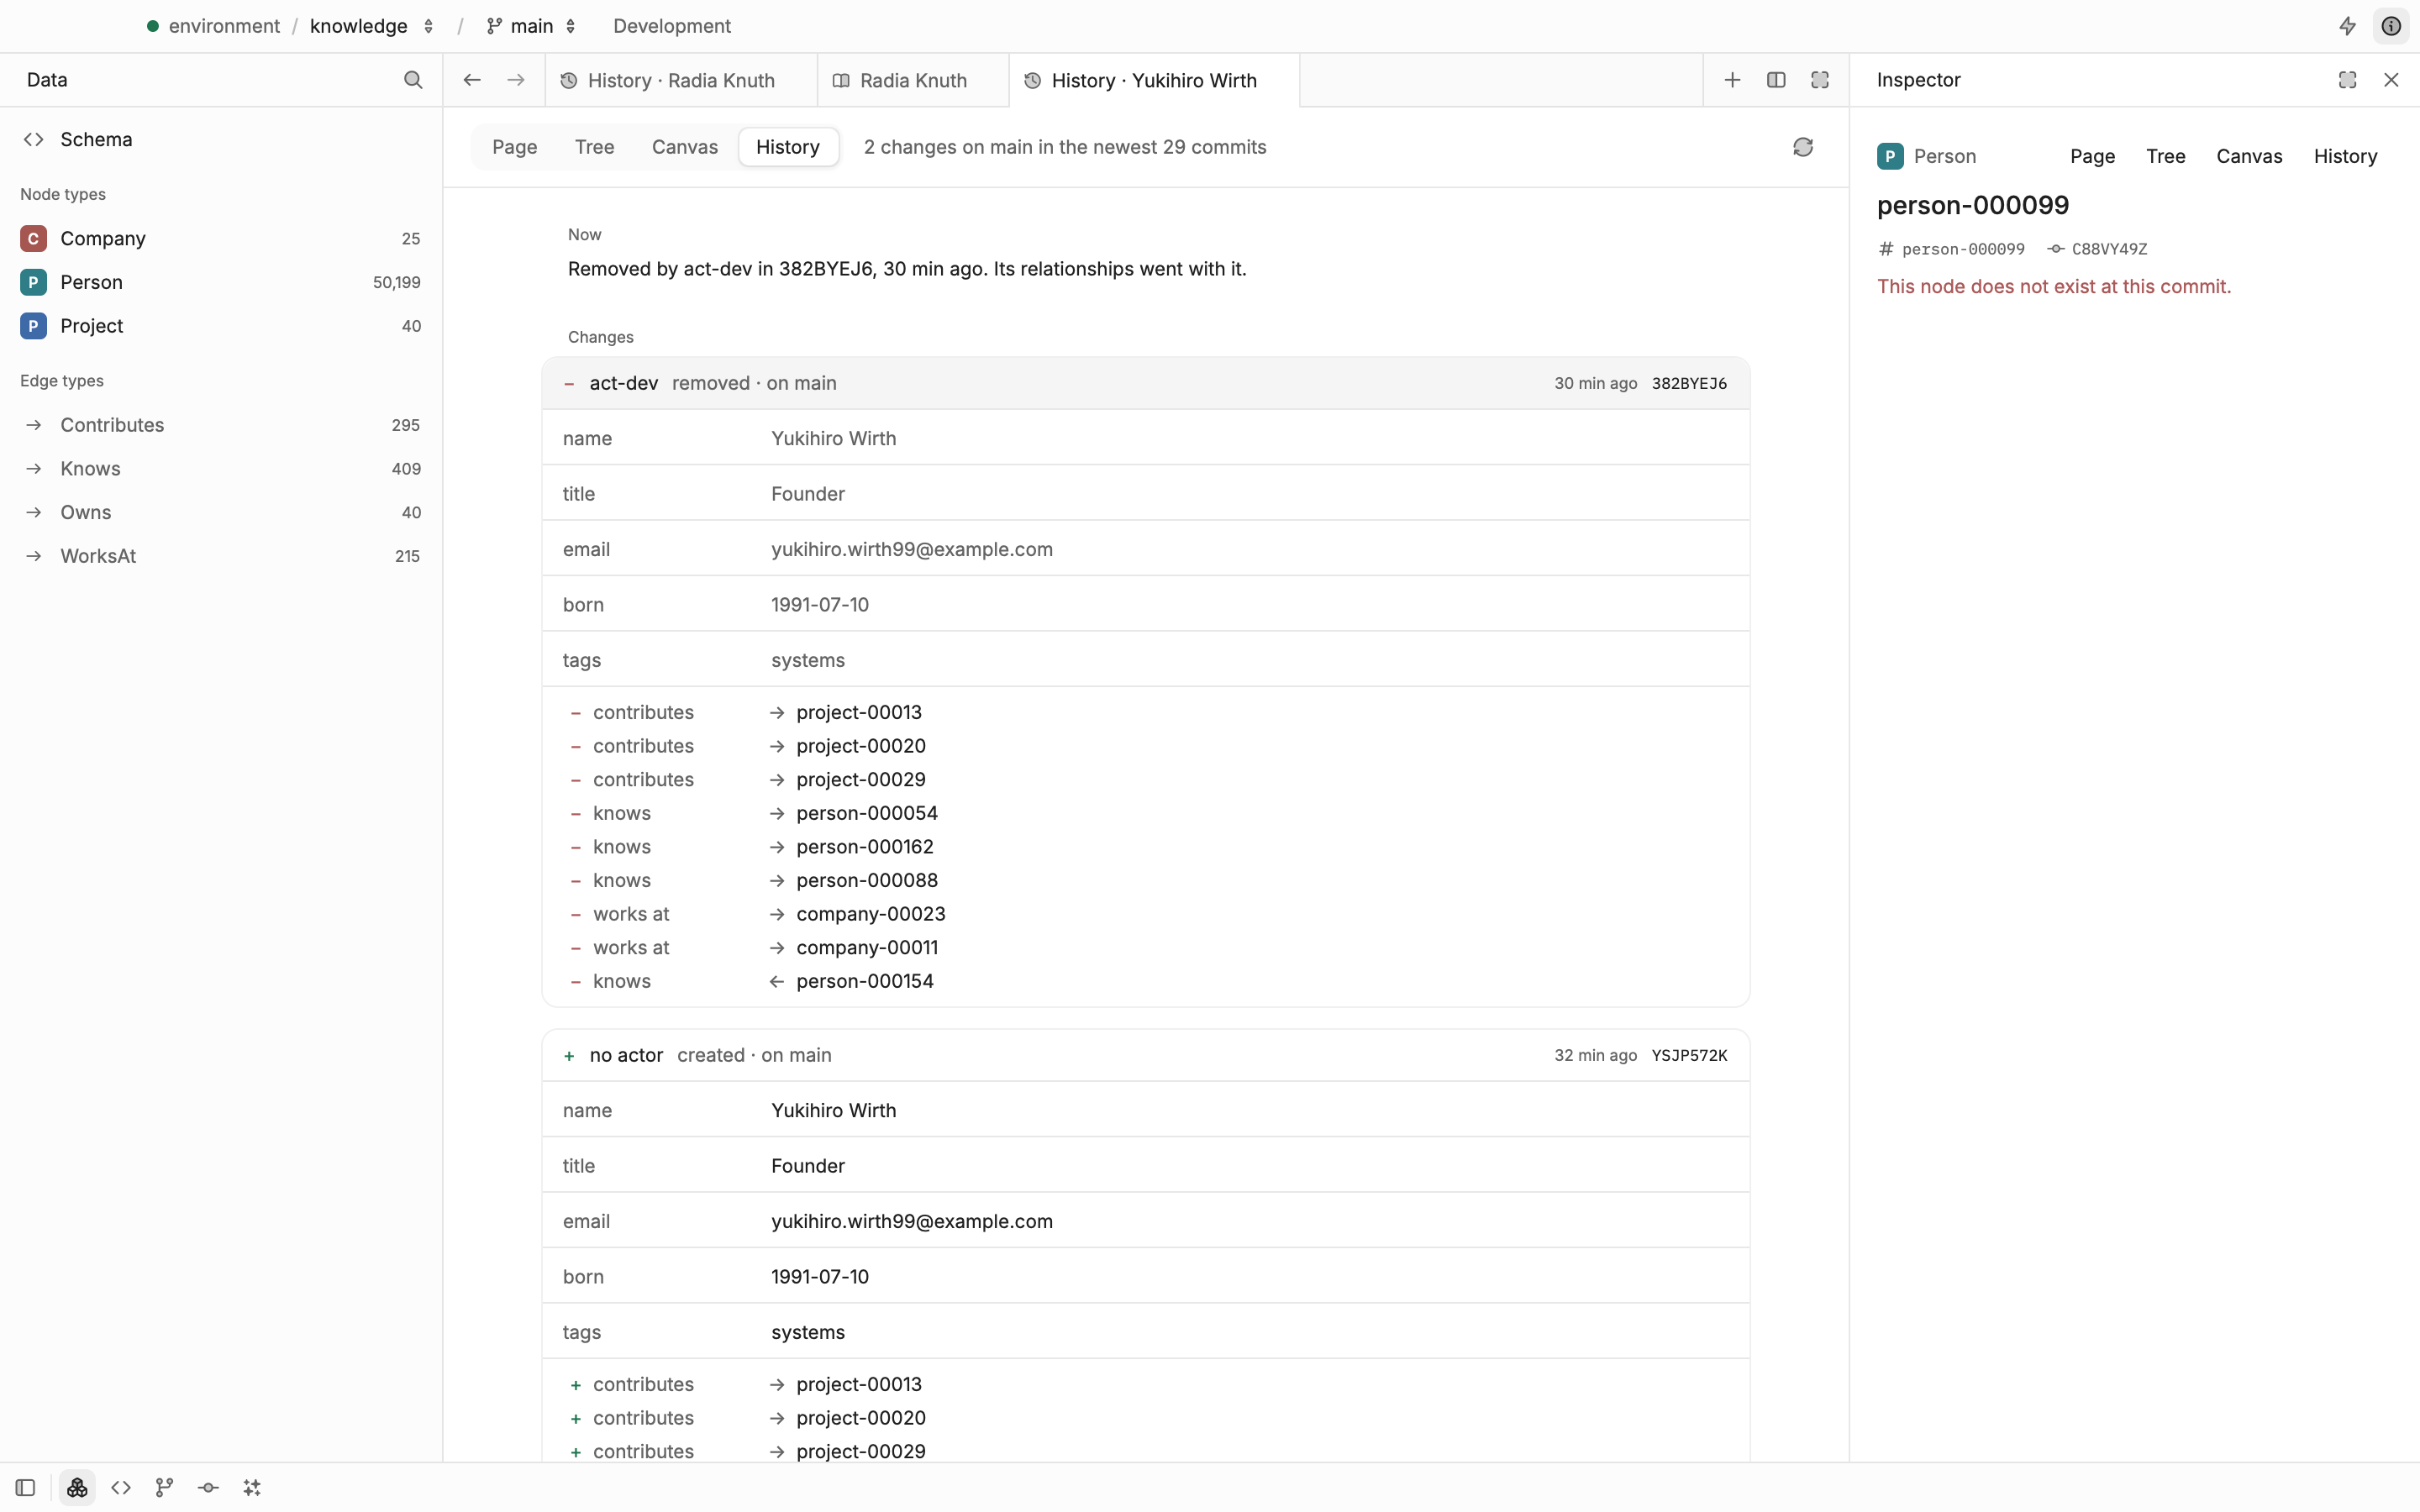 environment / knowledge / main Development
Data
Schema
Node types
C Company 25
P Person 50,199
P Project 40
Edge types
Contributes 295
Knows 409
Owns 40
WorksAt 215
History · Radia Knuth
Radia Knuth
History · Yukihiro Wirth
Page Tree Canvas History 2 changes on main in the newest 29 commits
Now
Removed by act-dev in 382BYEJ6, 30 min ago. Its relationships went with it.
Changes
− act-dev removed · on main 30 min ago 382BYEJ6
name Yukihiro Wirth
title Founder
email yukihiro.wirth99@example.com
born 1991-07-10
tags systems
− contributes → project-00013
− contributes → project-00020
− contributes → project-00029
− knows → person-000054
− knows → person-000162
− knows → person-000088
− works at → company-00023
− works at → company-00011
− knows ← person-000154
+ no actor created · on main 32 min ago YSJP572K
name Yukihiro Wirth
title Founder
email yukihiro.wirth99@example.com
born 1991-07-10
tags systems
+ contributes → project-00013
+ contributes → project-00020
+ contributes → project-00029
Inspector
P Person Page Tree Canvas History
person-000099
# person-000099 C88VY49Z
This node does not exist at this commit.